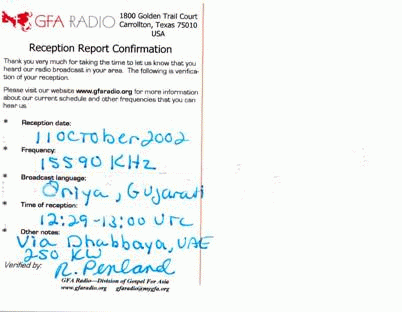 GFA RADIO
1800 Golden Trail Court
Carrollton, Texas 75010
USA
Reception Report Confirmation
Thank you very much for taking the time to let us know that you
heard our radio broadcast in your area. The following is verifica-
tion of your reception.
Please visit our website www.gfaradio.org for more information
about our current schedule and other frequencies that you can
hear us.
* Reception date:
11 OCTOBER 2002
* Frequency:
15590 KHz
* Broadcast language:
Oriya, Gujarati
* Time of reception:
12:29-13:00 UTC
* Other notes:
Via Dhabbaya, UAE
250 KW
Verified by: R. Penland
GFA Radio—Division of Gospel For Asia
www.gfaradio.org gfaradio@mygfa.org